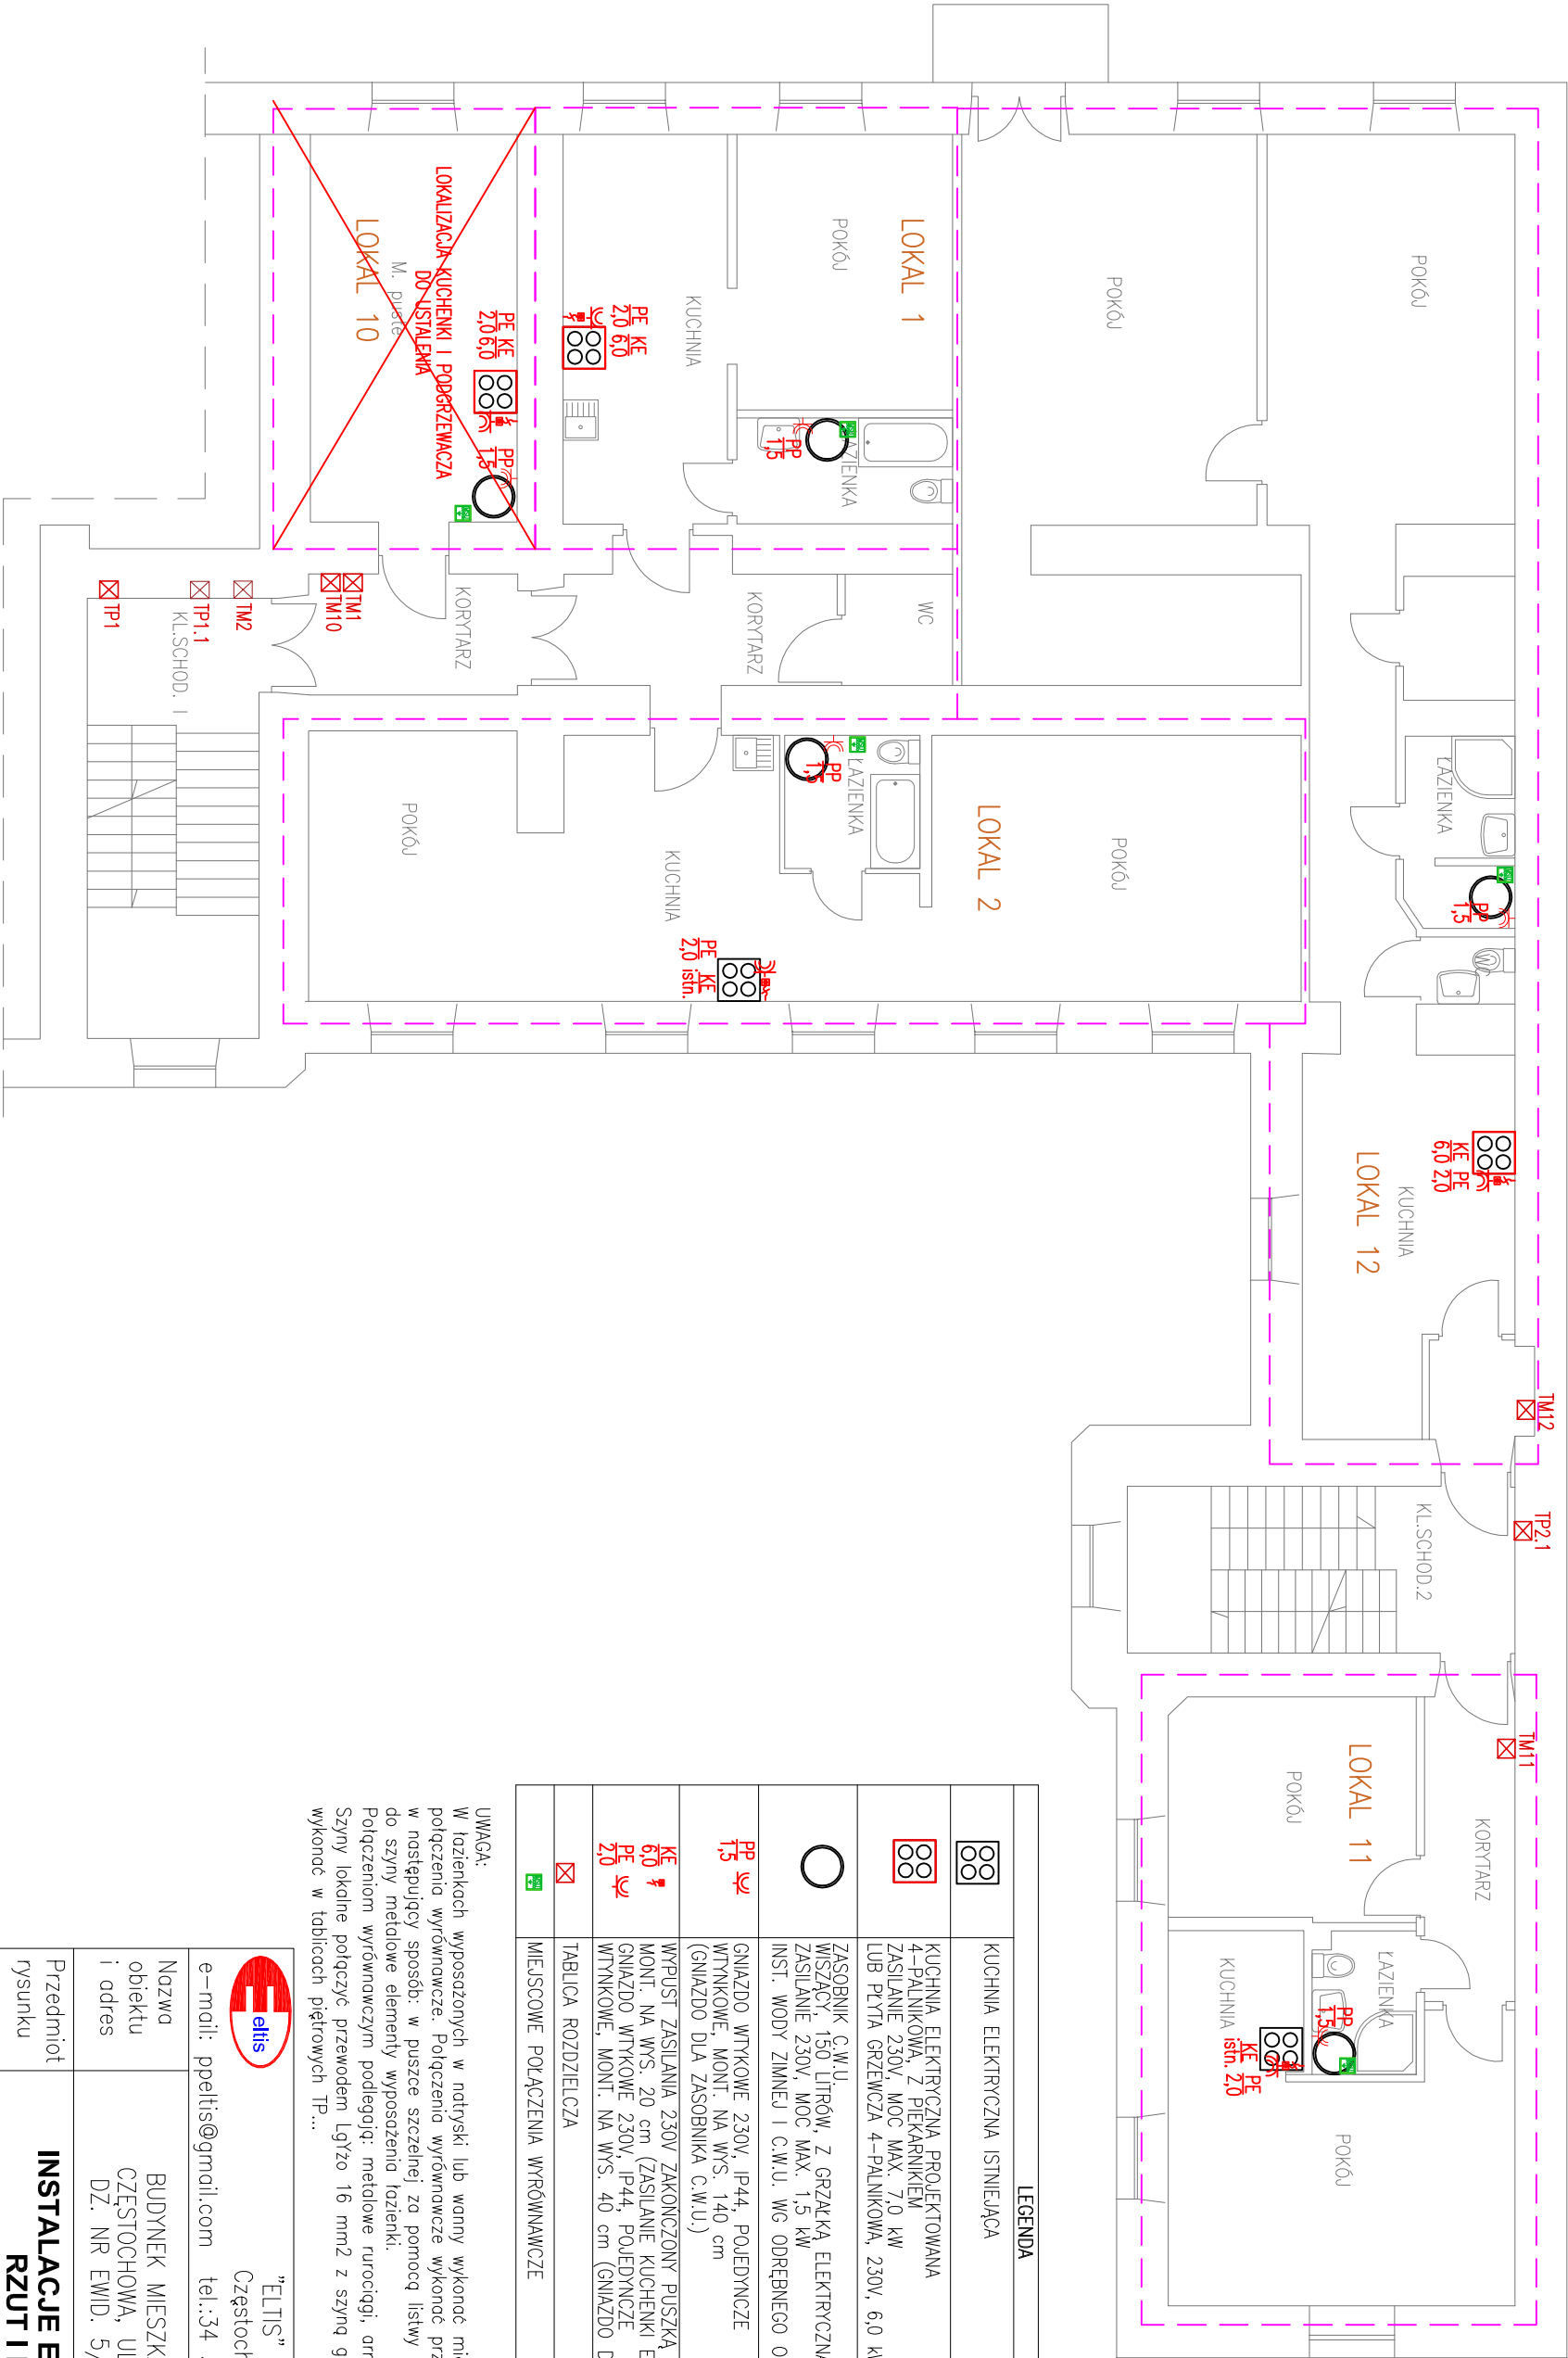 POKÓJ
POKÓJ
LOKAL 1
POKÓJ
KUCHNIA
PE KE
2,0 6,0
ŁAZIENKA
PP
1,5
LOKALIZACJA KUCHENKI I PODGRZEWACZA
DO USTALENIA
M. puste
LOKAL 10
PE KE
2,0 6,0
PP
1,5
WC
KORYTARZ
KORYTARZ
TM1
TM10
TM2
TP1.1
TP1
KL.SCHOD. I
ŁAZIENKA
PP
1,5
WC
POKÓJ
LOKAL 2
ŁAZIENKA
PP
1,5
KUCHNIA
PE KE
2,0 istn.
POKÓJ
KE PE
6,0 2,0
KUCHNIA
LOKAL 12
TM12
TP2.1
KL.SCHOD.2
TM11
KORYTARZ
LOKAL 11
POKÓJ
ŁAZIENKA
PP
1,5
KUCHNIA
KE PE
istn. 2,0
POKÓJ
LEGENDA
KUCHNIA ELEKTRYCZNA ISTNIEJĄCA
KUCHNIA ELEKTRYCZNA PROJEKTOWANA
4-PALNIKOWA, Z PIEKARNIKIEM
ZASILANIE 230V, MOC MAX. 7,0 kW
LUB PŁYTA GRZEWCZA 4-PALNIKOWA, 230V, 6,0
ZASOBNIK C.W.U.
WISZĄCY, 150 LITRÓW, Z GRZAŁKĄ ELEKTRYCZNĄ
ZASILANIE 230V, MOC MAX. 1,5 kW
INST. WODY ZIMNEJ I C.W.U. WG ODRĘBNEGO
PP
1,5
GNIAZDO WTYKOWE 230V, IP44, POJEDYNCZE
WTYNKOWE, MONT. NA WYS. 140 cm
(GNIAZDO DLA ZASOBNIKA C.W.U.)
KE
6,0
PE
2,0
WYPUST ZASILANIA 230V ZAKOŃCZONY PUSZKĄ
MONT. NA WYS. 20 cm (ZASILANIE KUCHENKI
GNIAZDO WTYKOWE 230V, IP44, POJEDYNCZE
WTYNKOWE, MONT. NA WYS. 40 cm (GNIAZDO
TABLICA ROZDZIELCZA
MIEJSCOWE POŁĄCZENIA WYRÓWNAWCZE
UWAGA:
W łazienkach wyposażonych w natryski lub wanny wykonać
połączenia wyrównawcze. Połączenia wyrównawcze wykonać
w następujący sposób: w puszce szczelnej za pomocą listwy
do szyny metalowe elementy wyposażenia łazienki.
Połączeniom wyrównawczym podlegają: metalowe rurociągi,
Szyny lokalne połączyć przewodem LgYżo 16 mm2 z szyną
wykonać w tablicach piętrowych TP...
eltis
"ELTIS"
Częstoch
e-mail: ppeltis@gmail.com tel.:34
Nazwa
obiektu
i adres
BUDYNEK MIESZK
CZĘSTOCHOWA, UL
DZ. NR EWID. 5/
Przedmiot
rysunku
INSTALACJE E
RZUT I